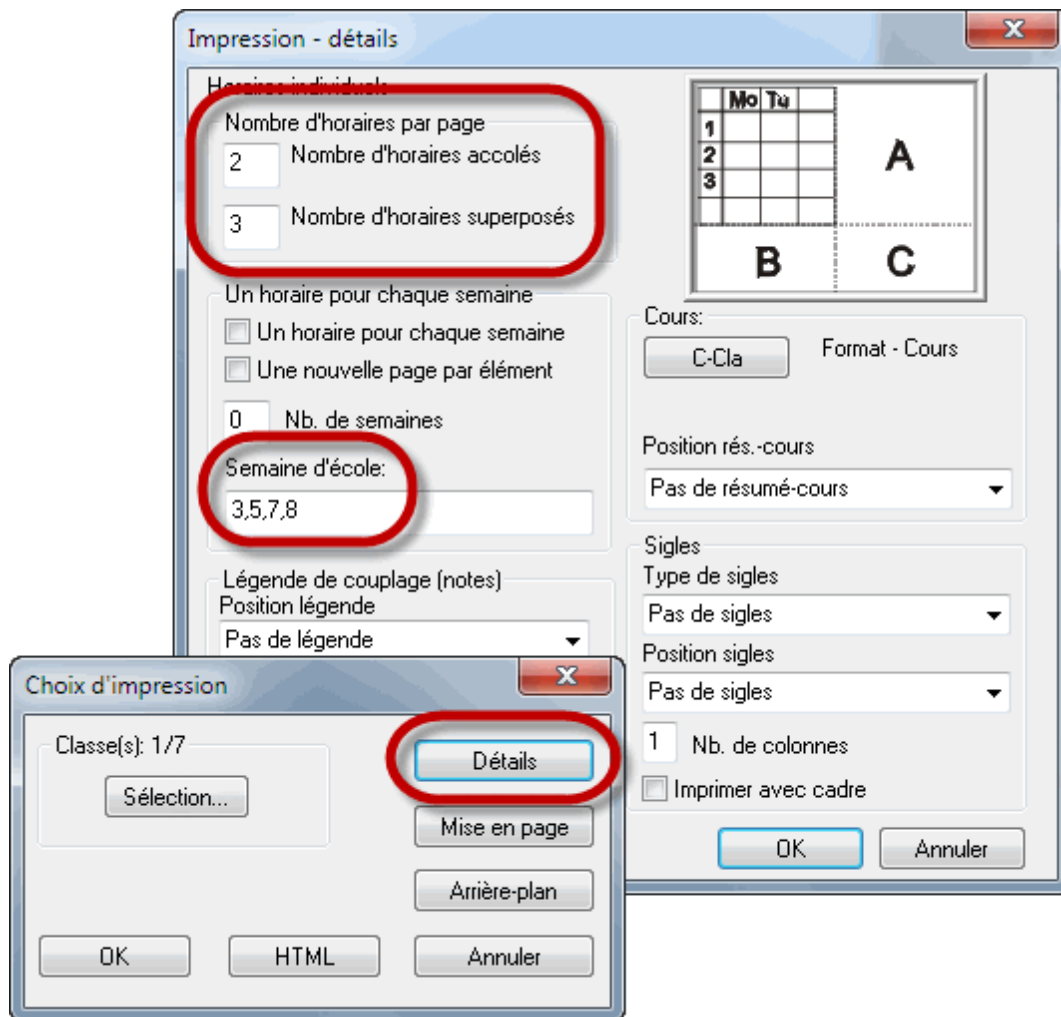 Impression - détails
Horaires individuels
Nombre d'horaires par page
2 Nombre d'horaires accolés
3 Nombre d'horaires superposés
Un horaire pour chaque semaine
Un horaire pour chaque semaine
Une nouvelle page par élément
0 Nb. de semaines
Semaine d'école:
3,5,7,8
Légende de couplage (notes)
Position légende
Pas de légende
Mo Tu
1
2
3
A
B
C
Cours:
C-Cla Format - Cours
Position rés.-cours
Pas de résumé-cours
Sigles
Type de sigles
Pas de sigles
Position sigles
Pas de sigles
1 Nb. de colonnes
Imprimer avec cadre
OK Annuler
Choix d'impression
Classe(s): 1/7
Sélection...
Détails
Mise en page
Arrière-plan
OK HTML Annuler